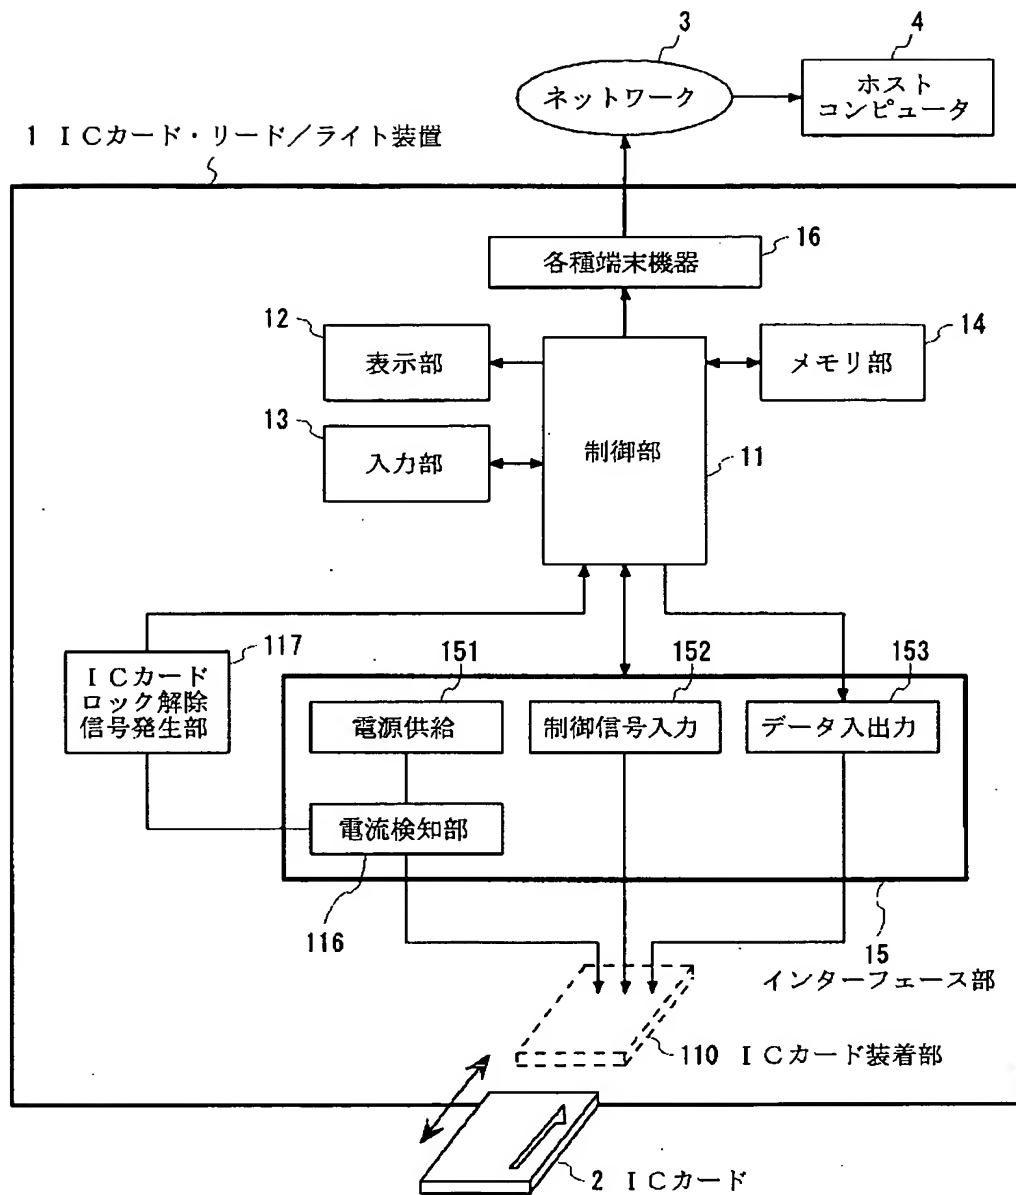 3
4
ネットワーク
ホスト
コンピュータ
1 ICカード・リード／ライト装置
16
各種端末機器
12
表示部
14
メモリ部
13
入力部
制御部
11
117
ICカード
ロック解除
信号発生部
151
電源供給
152
制御信号入力
153
データ入出力
電流検知部
116
15
インターフェース部
110 ICカード装着部
2 ICカード